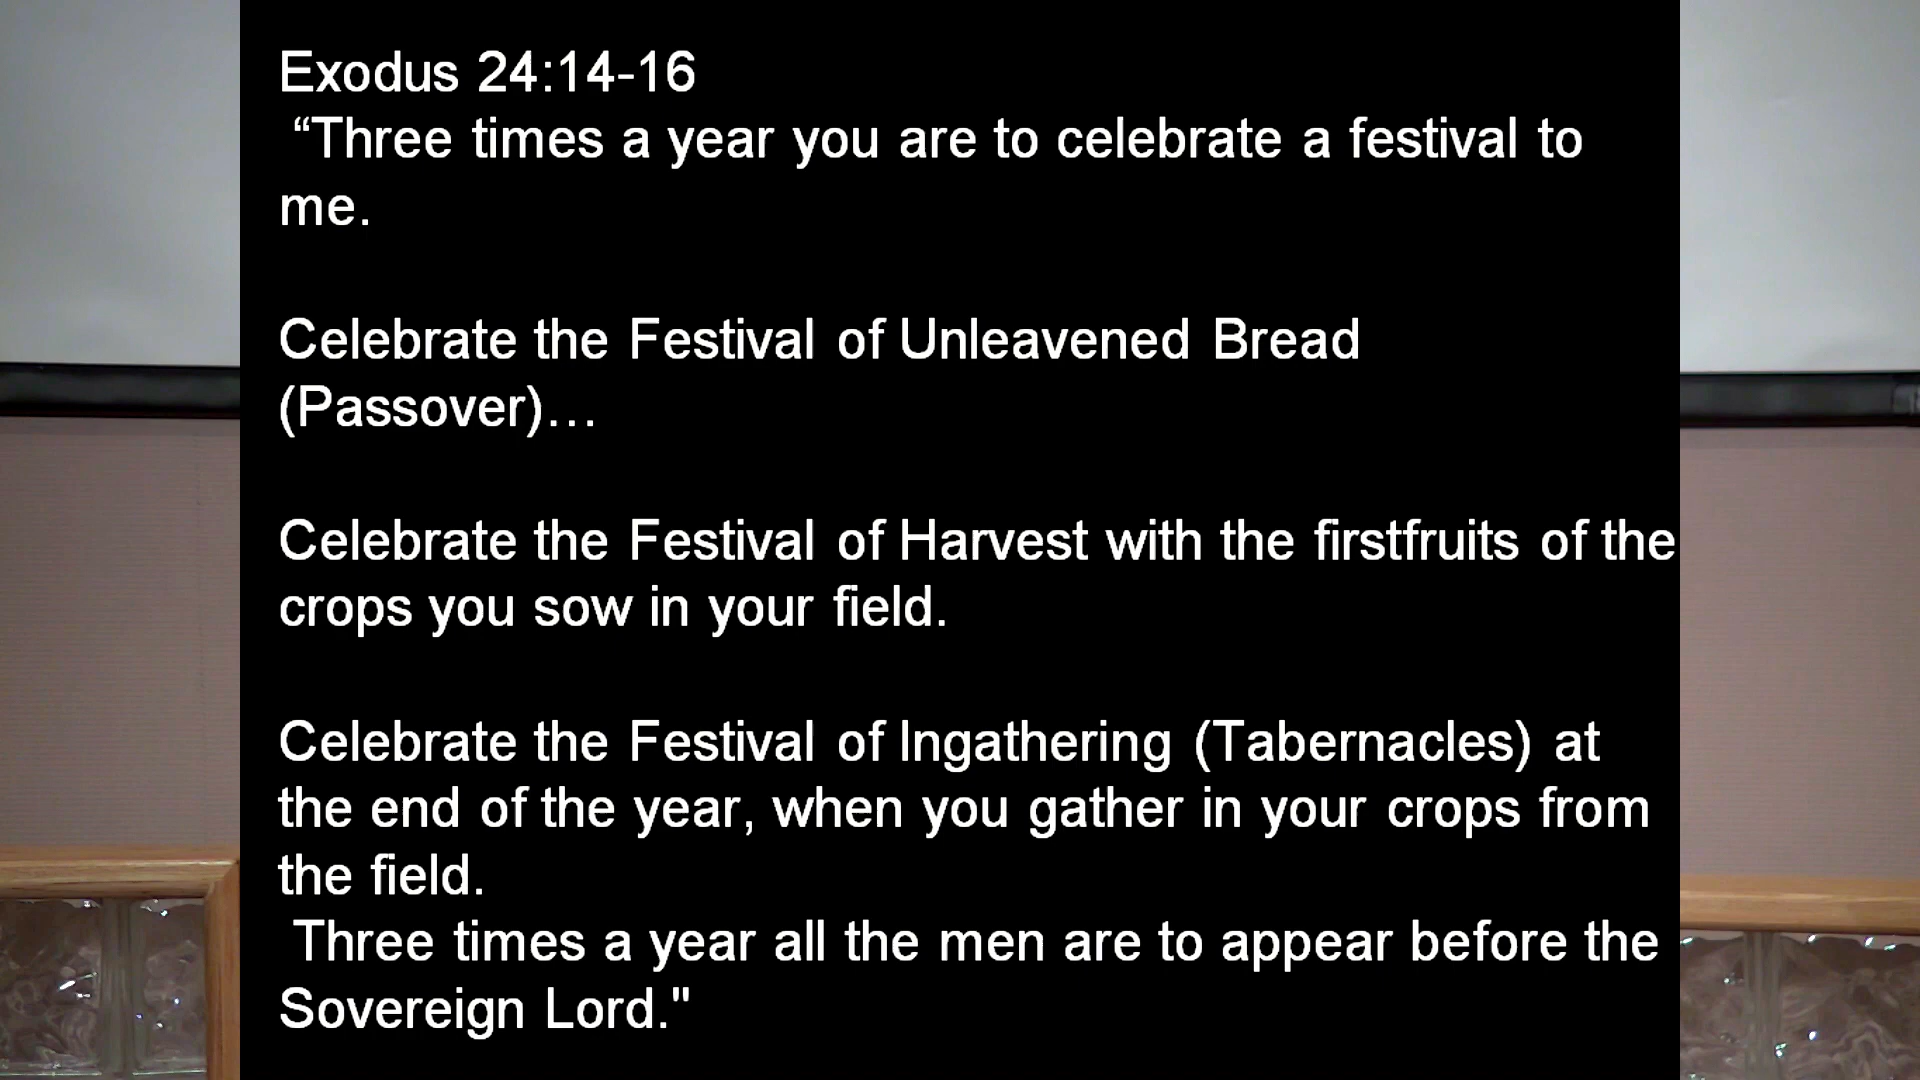 Exodus 24:14-16
“Three times a year you are to celebrate a festival to
me.
Celebrate the Festival of Unleavened Bread
(Passover)…
Celebrate the Festival of Harvest with the firstfruits of the
crops you sow in your field.
Celebrate the Festival of Ingathering (Tabernacles) at
the end of the year, when you gather in your crops from
the field.
Three times a year all the men are to appear before the
Sovereign Lord."